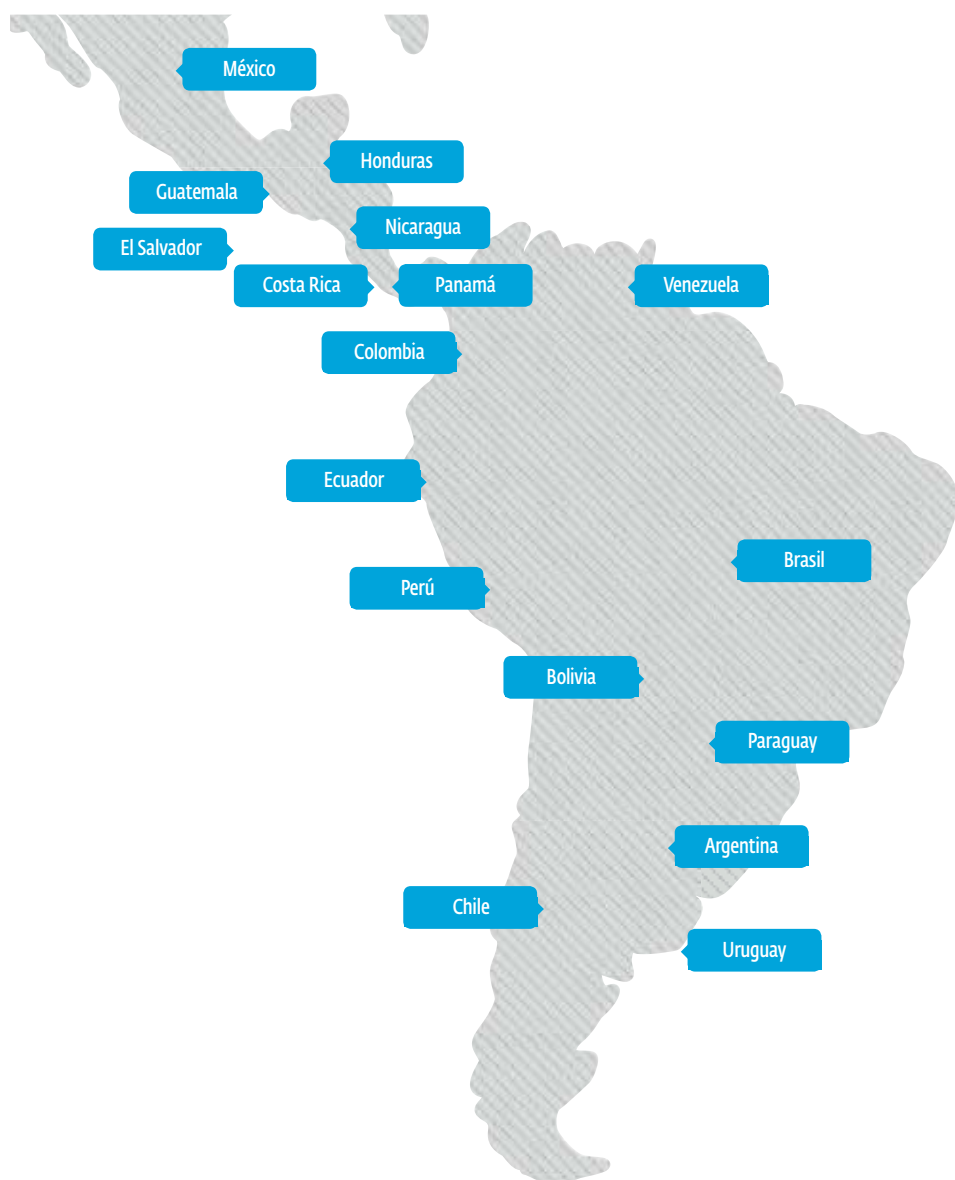 México
Honduras
Guatemala
Nicaragua
El Salvador
Costa Rica
Panamá
Venezuela
Colombia
Ecuador
Brasil
Perú
Bolivia
Paraguay
Argentina
Chile
Uruguay